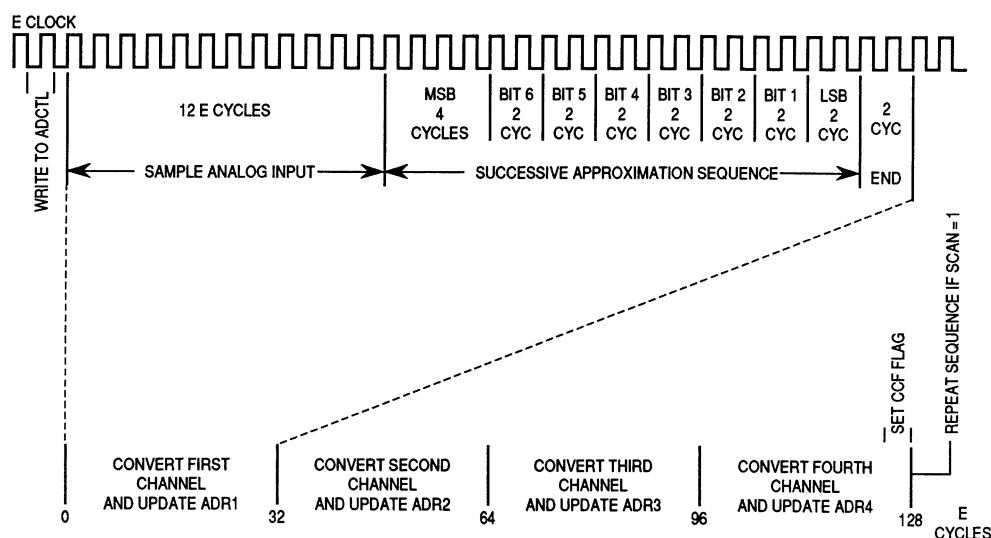 E CLOCK
WRITE TO ADCTL
12 E CYCLES
MSB
4
CYCLES
BIT 6
2
CYC
BIT 5
2
CYC
BIT 4
2
CYC
BIT 3
2
CYC
BIT 2
2
CYC
BIT 1
2
CYC
LSB
2
CYC
2
CYC
END
SAMPLE ANALOG INPUT
SUCCESSIVE APPROXIMATION SEQUENCE
SET CCF FLAG
REPEAT SEQUENCE IF SCAN = 1
CONVERT FIRST
CHANNEL
AND UPDATE ADR1
CONVERT SECOND
CHANNEL
AND UPDATE ADR2
CONVERT THIRD
CHANNEL
AND UPDATE ADR3
CONVERT FOURTH
CHANNEL
AND UPDATE ADR4
0
32
64
96
128
E
CYCLES